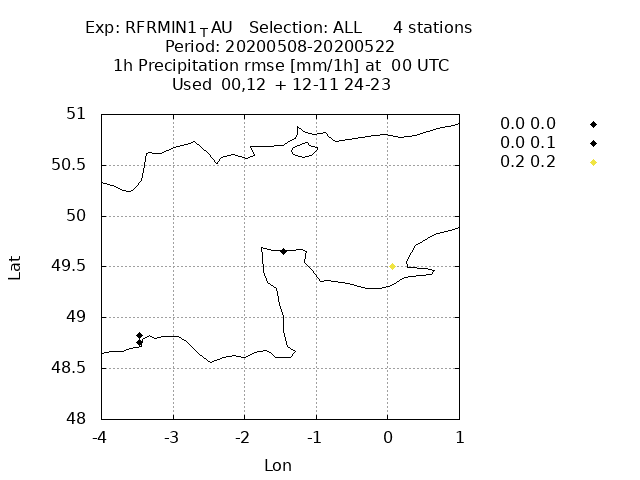 Exp: RFRMIN1_TAU   Selection: ALL      4 stations
Period: 20200508-20200522
1h Precipitation rmse [mm/1h] at  00 UTC
Used  00,12  + 12-11 24-23
51
50.5
50
49.5
49
48.5
48
-4 -3 -2 -1 0 1
Lat
Lon
0.0 0.0
0.0 0.1
0.2 0.2